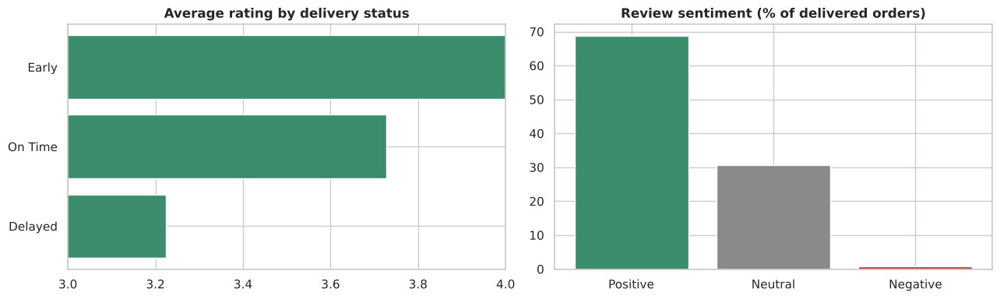 Average rating by delivery status
Early
On Time
Delayed
3.0 3.2 3.4 3.6 3.8 4.0
Review sentiment (% of delivered orders)
70
60
50
40
30
20
10
0
Positive Neutral Negative